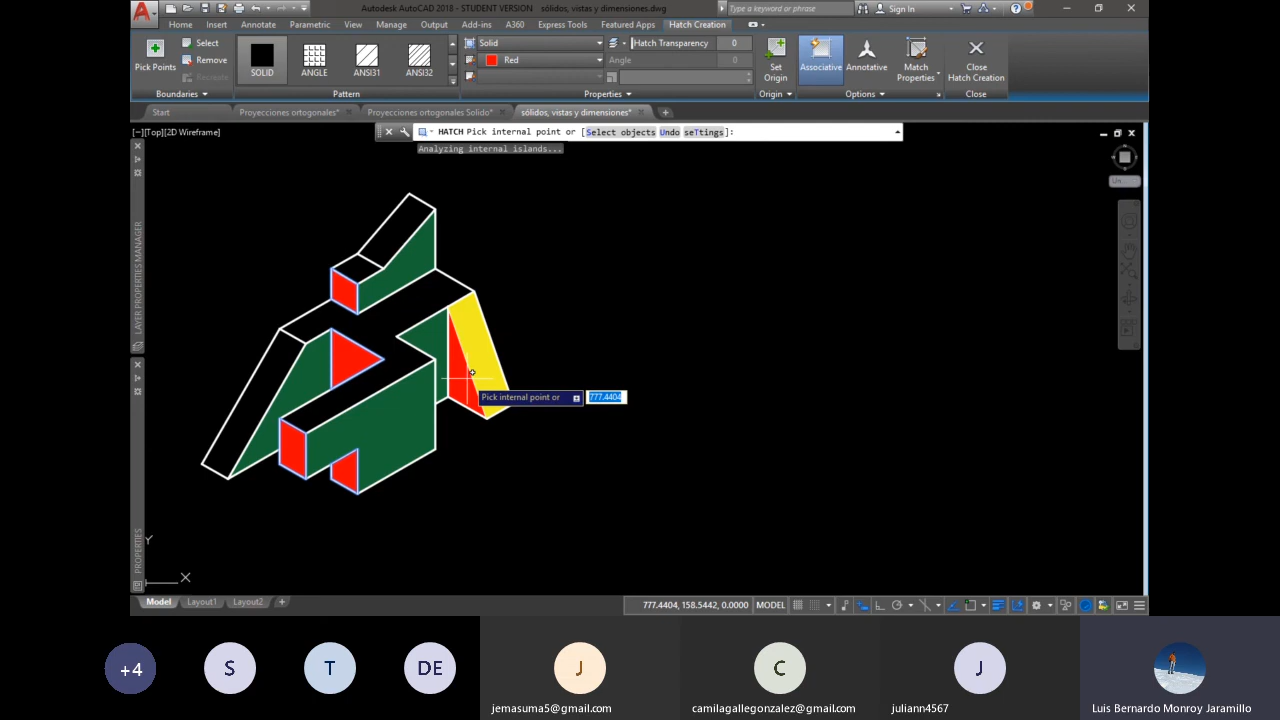 Autodesk AutoCAD 2018 - STUDENT VERSION sólidos, vistas y dimensiones.dwg
Type a keyword or phrase
Sign In
Home Insert Annotate Parametric View Manage Output Add-ins A360 Express Tools Featured Apps Hatch Creation
Pick Points
Select
Remove
Recreate
SOLID
ANGLE
ANSI31
ANSI32
Solid
Red
Hatch Transparency 0
Angle 0
Set
Origin
Associative
Annotative
Match
Properties
Close
Hatch Creation
Boundaries Pattern Properties Origin Options Close
Start Proyecciones ortogonales* Proyecciones ortogonales Solido* sólidos, vistas y dimensiones*
[−][Top][2D Wireframe]
HATCH Pick internal point or [Select objects Undo seTtings]:
Analyzing internal islands...
LAYER PROPERTIES MANAGER
Pick internal point or 777.4404
PROPERTIES
Y
X
Model Layout1 Layout2 +
777.4404, 158.5442, 0.0000 MODEL
+4
S
T
DE
J
C
J
jemasuma5@gmail.com
camilagallegonzalez@gmail.com
juliann4567
Luis Bernardo Monroy Jaramillo